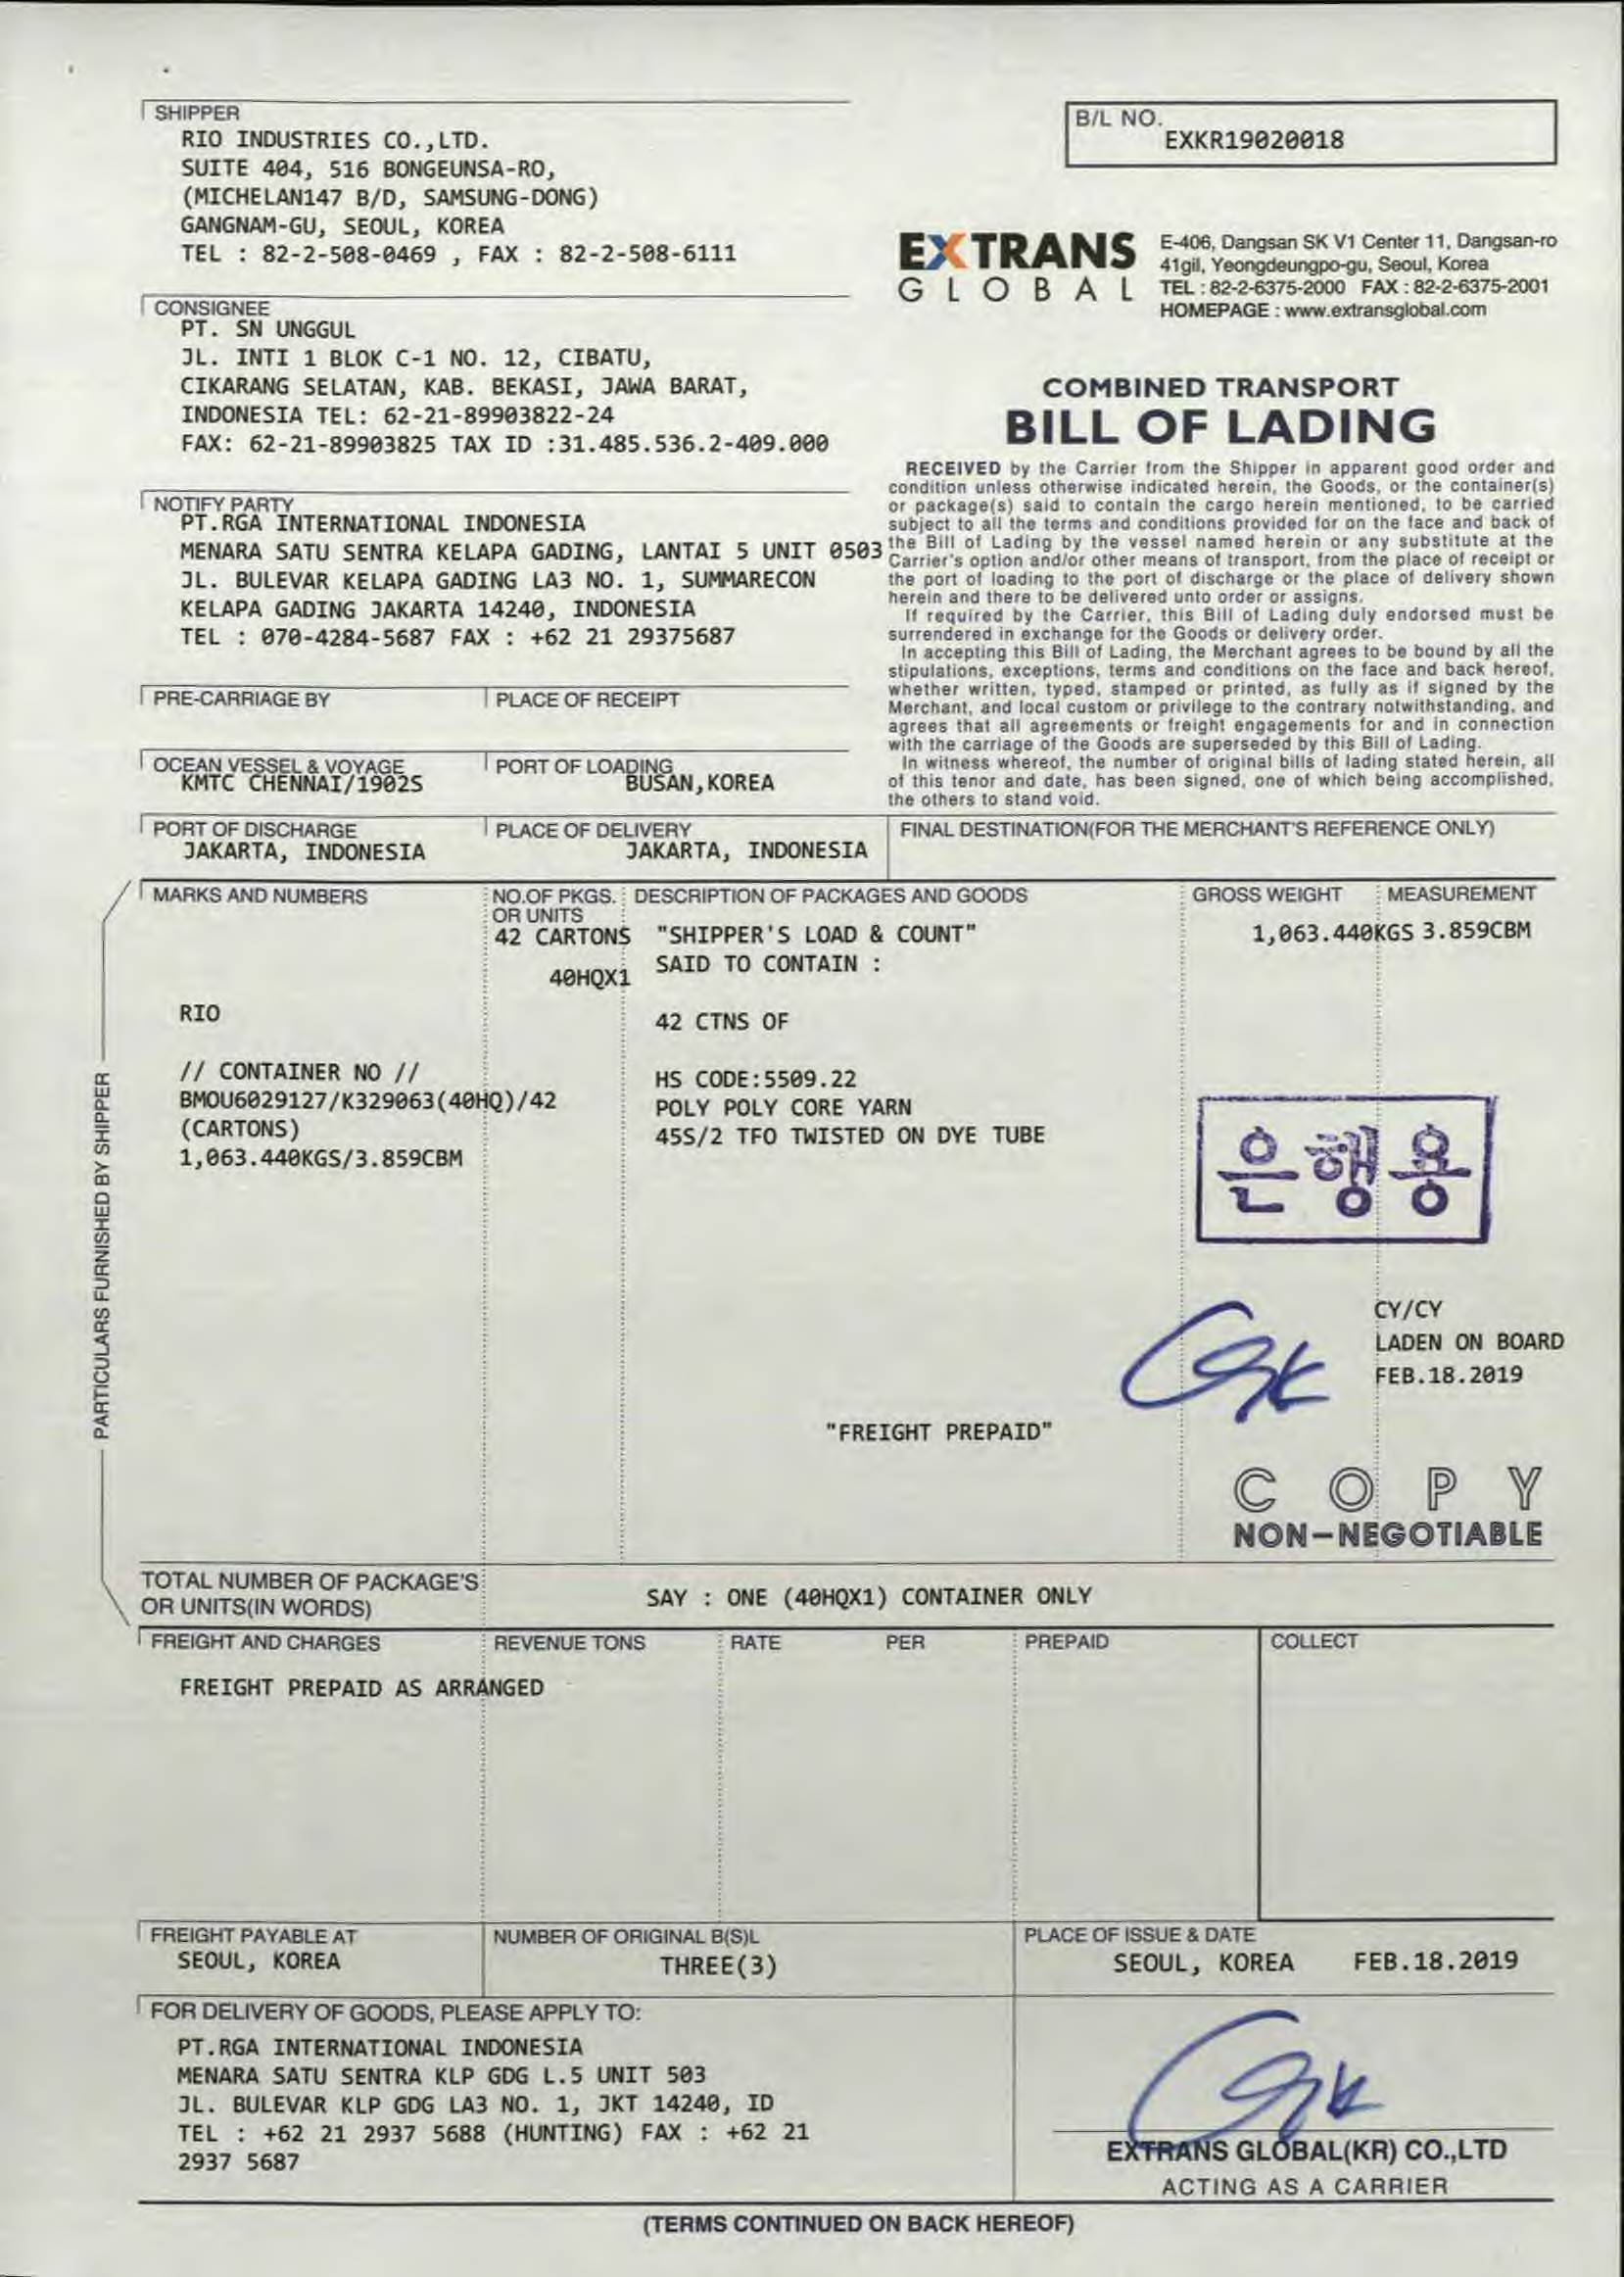 SHIPPER
RIO INDUSTRIES CO.,LTD.
SUITE 404, 516 BONGEUNSA-RO,
(MICHELAN147 B/D, SAMSUNG-DONG)
GANGNAM-GU, SEOUL, KOREA
TEL : 82-2-508-0469 , FAX : 82-2-508-6111
B/L NO.
EXKR19020018
EXTRANS
GLOBAL
E-406, Dangsan SK V1 Center 11, Dangsan-ro
41gil, Yeongdeungpo-gu, Seoul, Korea
TEL : 82-2-6375-2000 FAX : 82-2-6375-2001
HOMEPAGE : www.extransglobal.com
CONSIGNEE
PT. SN UNGGUL
JL. INTI 1 BLOK C-1 NO. 12, CIBATU,
CIKARANG SELATAN, KAB. BEKASI, JAWA BARAT,
INDONESIA TEL: 62-21-89903822-24
FAX: 62-21-89903825 TAX ID :31.485.536.2-409.000
COMBINED TRANSPORT
BILL OF LADING
RECEIVED by the Carrier from the Shipper in apparent good order and
condition unless otherwise indicated herein, the Goods, or the container(s)
or package(s) said to contain the cargo herein mentioned, to be carried
subject to all the terms and conditions provided for on the face and back of
the Bill of Lading by the vessel named herein or any substitute at the
Carrier's option and/or other means of transport, from the place of receipt or
the port of loading to the port of discharge or the place of delivery shown
herein and there to be delivered unto order or assigns.
If required by the Carrier, this Bill of Lading duly endorsed must be
surrendered in exchange for the Goods or delivery order.
In accepting this Bill of Lading, the Merchant agrees to be bound by all the
stipulations, exceptions, terms and conditions on the face and back hereof,
whether written, typed, stamped or printed, as fully as if signed by the
Merchant, and local custom or privilege to the contrary notwithstanding, and
agrees that all agreements or freight engagements for and in connection
with the carriage of the Goods are superseded by this Bill of Lading.
In witness whereof, the number of original bills of lading stated herein, all
of this tenor and date, has been signed, one of which being accomplished,
the others to stand void.
NOTIFY PARTY
PT.RGA INTERNATIONAL INDONESIA
MENARA SATU SENTRA KELAPA GADING, LANTAI 5 UNIT 0503
JL. BULEVAR KELAPA GADING LA3 NO. 1, SUMMARECON
KELAPA GADING JAKARTA 14240, INDONESIA
TEL : 070-4284-5687 FAX : +62 21 29375687
PRE-CARRIAGE BY
PLACE OF RECEIPT
OCEAN VESSEL & VOYAGE
KMTC CHENNAI/1902S
PORT OF LOADING
BUSAN,KOREA
PORT OF DISCHARGE
JAKARTA, INDONESIA
PLACE OF DELIVERY
JAKARTA, INDONESIA
FINAL DESTINATION(FOR THE MERCHANT'S REFERENCE ONLY)
PARTICULARS FURNISHED BY SHIPPER
MARKS AND NUMBERS
NO.OF PKGS.
OR UNITS
DESCRIPTION OF PACKAGES AND GOODS
GROSS WEIGHT
MEASUREMENT
42 CARTONS "SHIPPER'S LOAD & COUNT" 1,063.440KGS 3.859CBM
40HQX1 SAID TO CONTAIN :
RIO
42 CTNS OF
// CONTAINER NO //
BMOU6029127/K329063(40HQ)/42
(CARTONS)
1,063.440KGS/3.859CBM
HS CODE:5509.22
POLY POLY CORE YARN
45S/2 TFO TWISTED ON DYE TUBE
은행용
CY/CY
LADEN ON BOARD
FEB.18.2019
"FREIGHT PREPAID"
COPY
NON-NEGOTIABLE
TOTAL NUMBER OF PACKAGE'S
OR UNITS(IN WORDS)
SAY : ONE (40HQX1) CONTAINER ONLY
FREIGHT AND CHARGES REVENUE TONS RATE PER PREPAID COLLECT
FREIGHT PREPAID AS ARRANGED
FREIGHT PAYABLE AT
SEOUL, KOREA
NUMBER OF ORIGINAL B(S)L
THREE(3)
PLACE OF ISSUE & DATE
SEOUL, KOREA FEB.18.2019
FOR DELIVERY OF GOODS, PLEASE APPLY TO:
PT.RGA INTERNATIONAL INDONESIA
MENARA SATU SENTRA KLP GDG L.5 UNIT 503
JL. BULEVAR KLP GDG LA3 NO. 1, JKT 14240, ID
TEL : +62 21 2937 5688 (HUNTING) FAX : +62 21
2937 5687
EXTRANS GLOBAL(KR) CO.,LTD
ACTING AS A CARRIER
(TERMS CONTINUED ON BACK HEREOF)